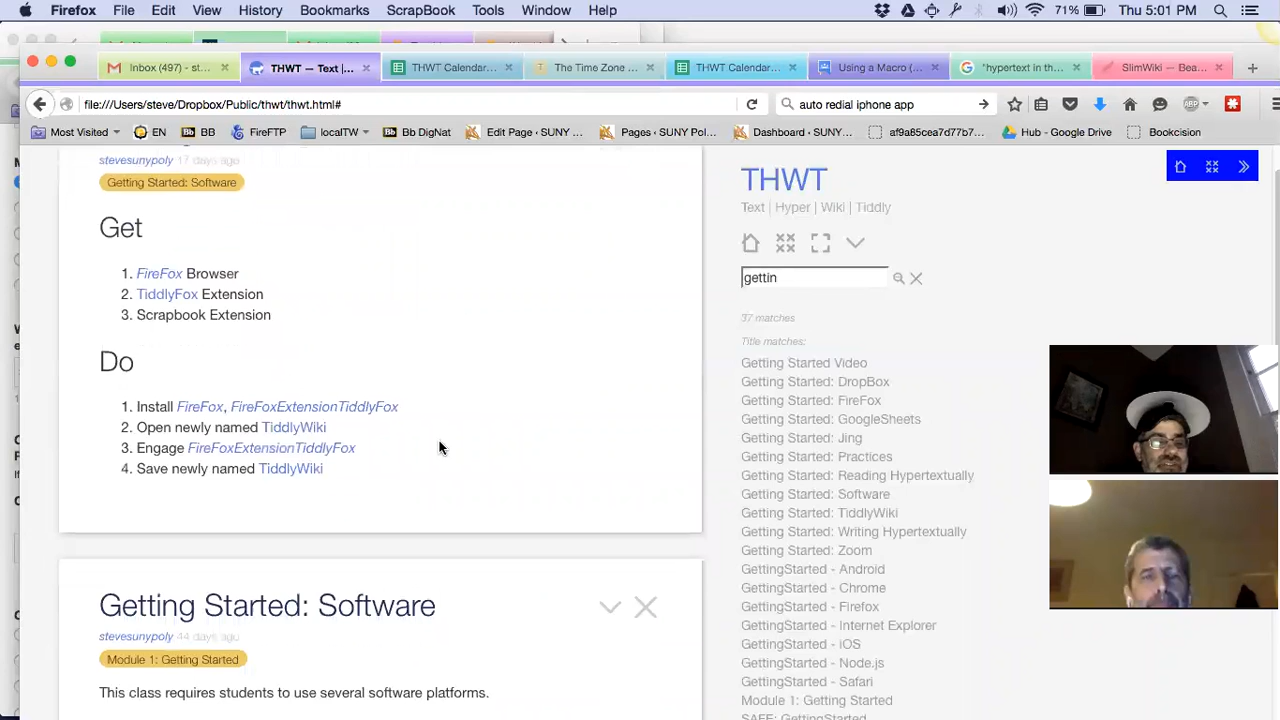 Firefox File Edit View History Bookmarks ScrapBook Tools Window Help 71% Thu 5:01 PM
Inbox (497) - st... THWT — Text |... THWT Calendar... The Time Zone ... THWT Calendar... Using a Macro (... "hypertext in th... SlimWiki — Bea...
file:///Users/steve/Dropbox/Public/thwt/thwt.html# auto redial iphone app
Most Visited EN BB FireFTP localTW Bb DigNat Edit Page - SUNY ... Pages - SUNY Pol... Dashboard - SUNY... af9a85cea7d77b7... Hub - Google Drive Bookcision
stevesunypoly 17 days ago
Getting Started: Software
Get
1. FireFox Browser
2. TiddlyFox Extension
3. Scrapbook Extension
Do
1. Install FireFox, FireFoxExtensionTiddlyFox
2. Open newly named TiddlyWiki
3. Engage FireFoxExtensionTiddlyFox
4. Save newly named TiddlyWiki
Getting Started: Software
stevesunypoly 44 days ago
Module 1: Getting Started
This class requires students to use several software platforms.
THWT
Text | Hyper | Wiki | Tiddly
gettin
37 matches
Title matches:
Getting Started Video
Getting Started: DropBox
Getting Started: FireFox
Getting Started: GoogleSheets
Getting Started: Jing
Getting Started: Practices
Getting Started: Reading Hypertextually
Getting Started: Software
Getting Started: TiddlyWiki
Getting Started: Writing Hypertextually
Getting Started: Zoom
GettingStarted - Android
GettingStarted - Chrome
GettingStarted - Firefox
GettingStarted - Internet Explorer
GettingStarted - iOS
GettingStarted - Node.js
GettingStarted - Safari
Module 1: Getting Started
SAFE: GettingStarted